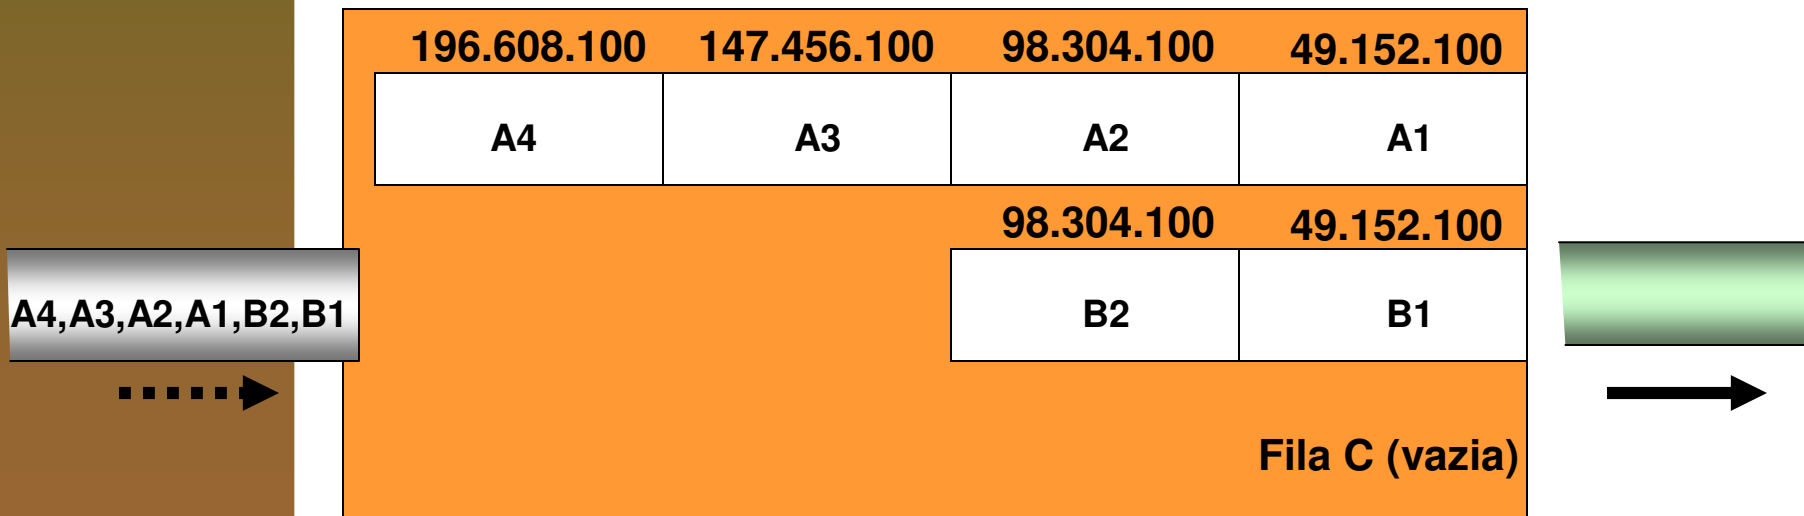 196.608.100 147.456.100 98.304.100 49.152.100
A4 A3 A2 A1
98.304.100 49.152.100
A4,A3,A2,A1,B2,B1 B2 B1
Fila C (vazia)